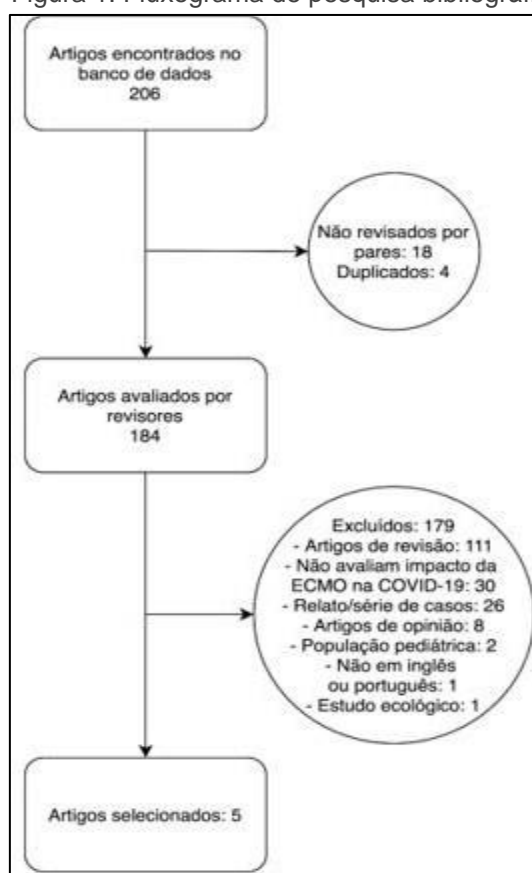 Artigos encontrados no
banco de dados
206
Não revisados por
pares: 18
Duplicados: 4
Artigos avaliados por
revisores
184
Excluídos: 179
- Artigos de revisão: 111
- Não avaliam impacto da
ECMO na COVID-19: 30
- Relato/série de casos: 26
- Artigos de opinião: 8
- População pediátrica: 2
- Não em inglês
ou português: 1
- Estudo ecológico: 1
Artigos selecionados: 5